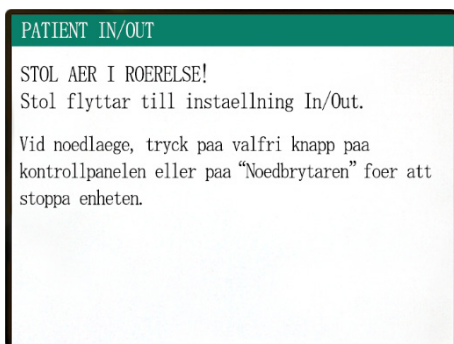 PATIENT IN/OUT
STOL AER I ROERELSE!
Stol flyttar till instaellning In/Out.
Vid noedlaege, tryck paa valfri knapp paa
kontrollpanelen eller paa “Noedbrytaren” foer att
stoppa enheten.